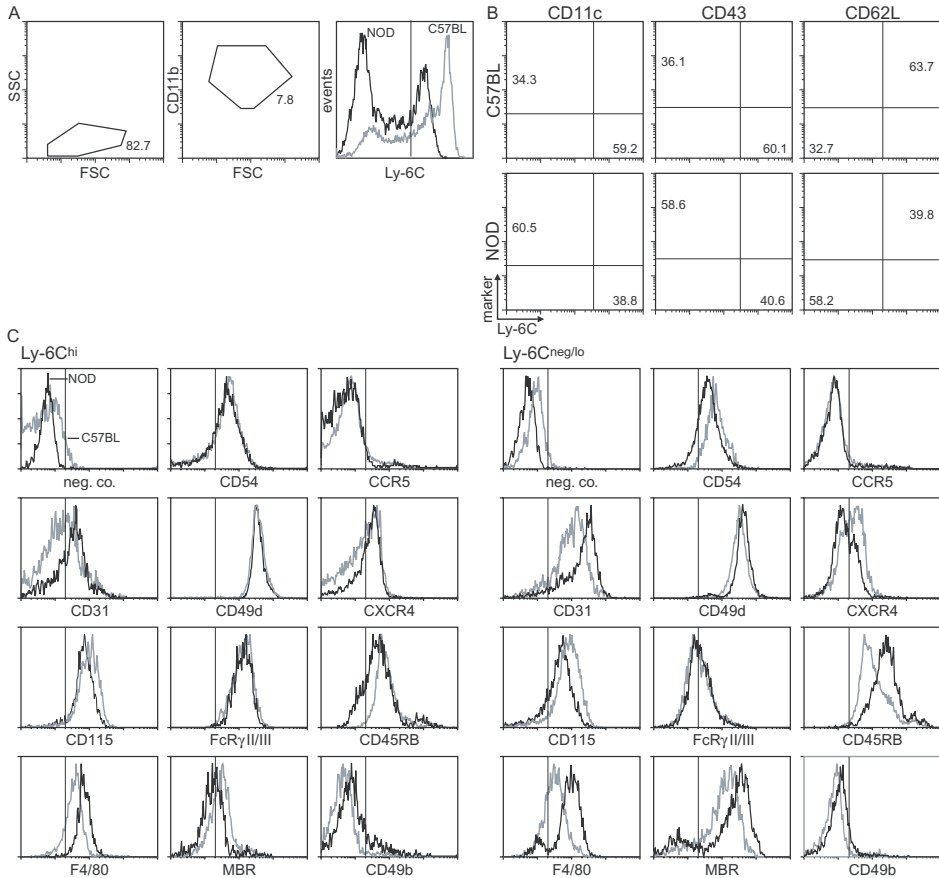 A
SSC
82.7
FSC
CD11b
7.8
FSC
events
NOD
C57BL
Ly-6C
B
CD11c
CD43
CD62L
C57BL
34.3
59.2
36.1
60.1
63.7
32.7
NOD
60.5
38.8
58.6
40.6
39.8
58.2
marker
Ly-6C
C
Ly-6Chi
NOD
C57BL
neg. co.
CD54
CCR5
CD31
CD49d
CXCR4
CD115
FcRγII/III
CD45RB
F4/80
MBR
CD49b
Ly-6Cneg/lo
neg. co.
CD54
CCR5
CD31
CD49d
CXCR4
CD115
FcRγII/III
CD45RB
F4/80
MBR
CD49b